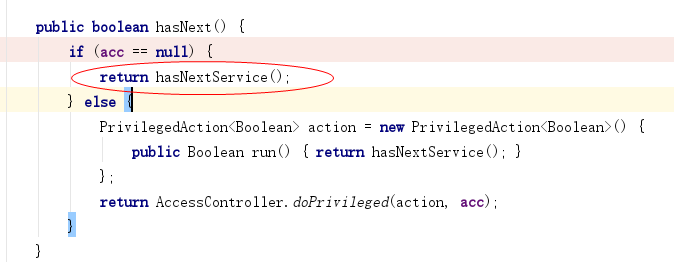 public boolean hasNext() {
if (acc == null) {
return hasNextService();
} else {
PrivilegedAction<Boolean> action = new PrivilegedAction<Boolean>() {
public Boolean run() { return hasNextService(); }
};
return AccessController.doPrivileged(action, acc);
}
}